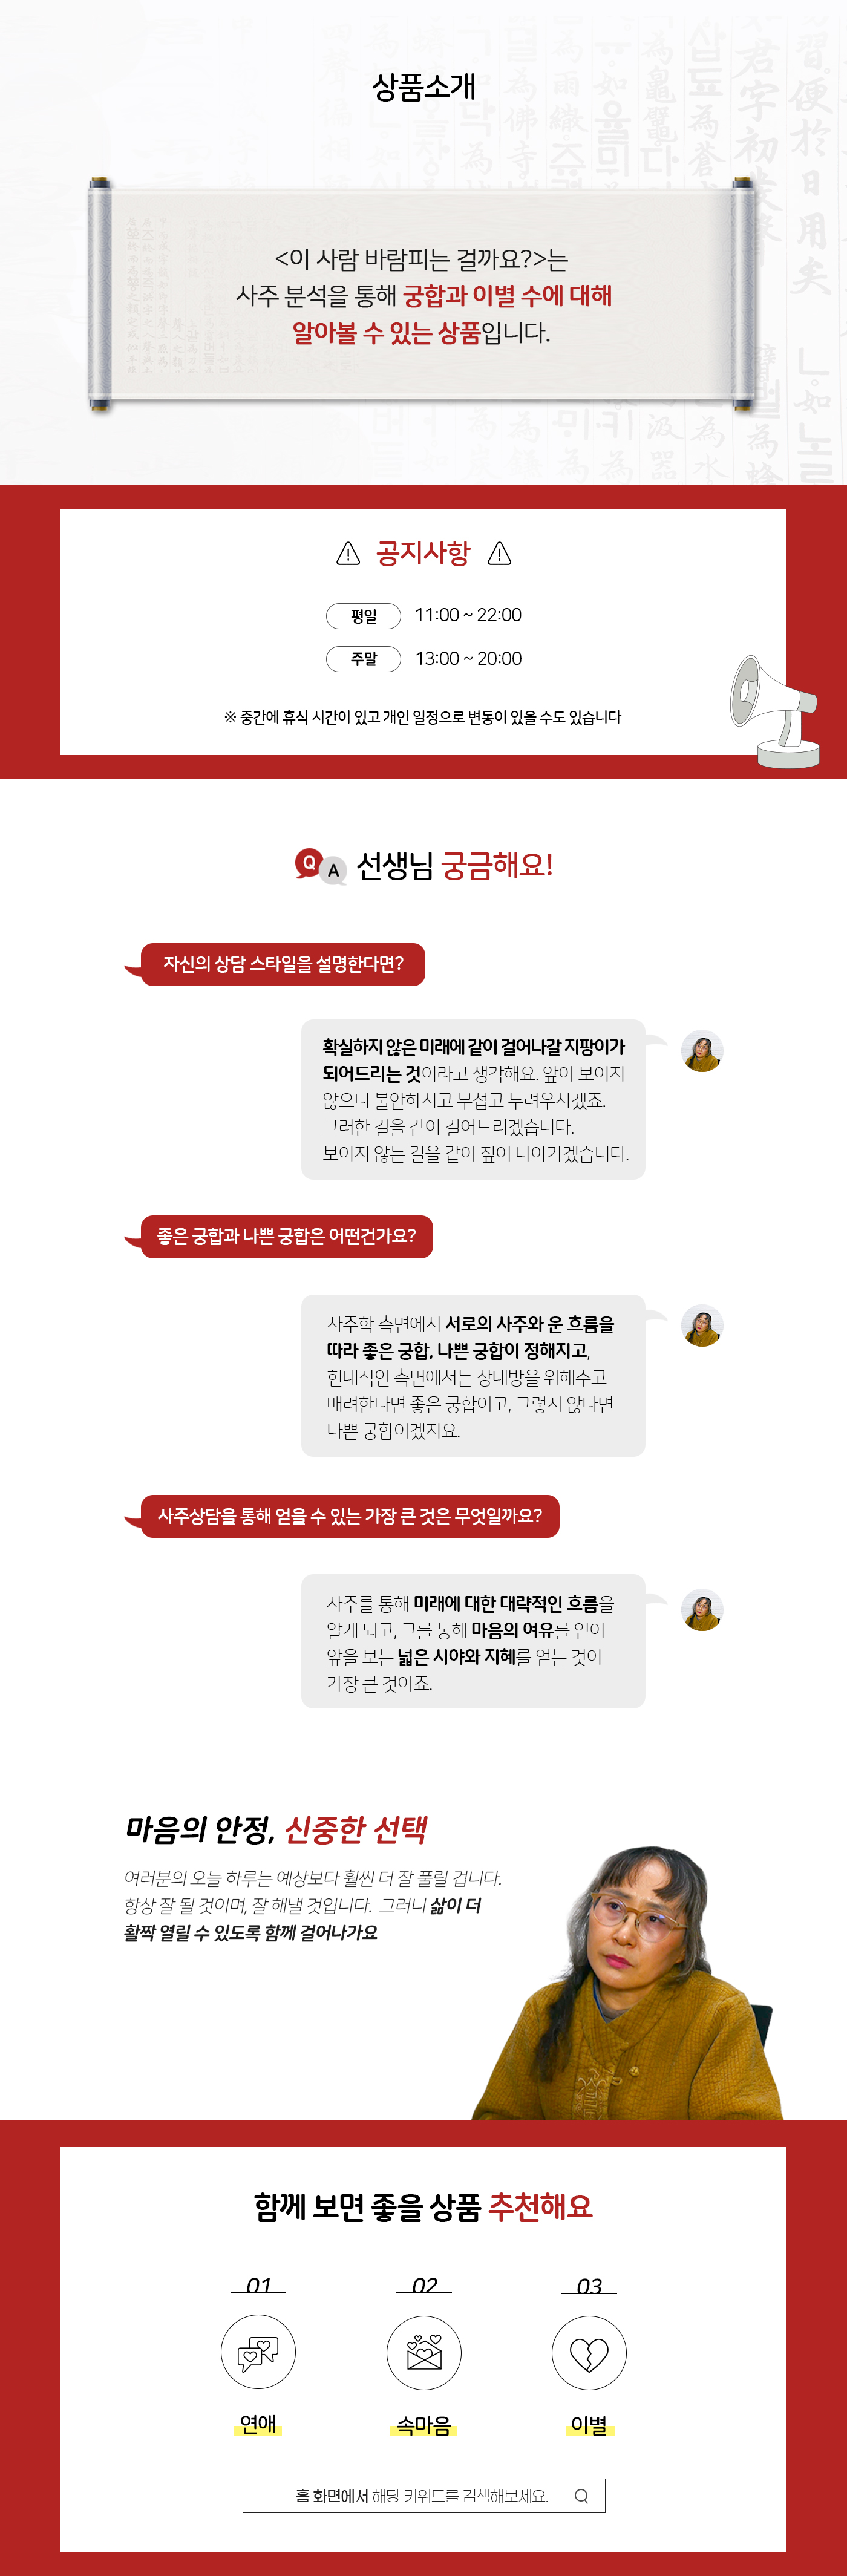 상품소개
<이 사람 바람피는 걸까요?>는
사주 분석을 통해 궁합과 이별 수에 대해
알아볼 수 있는 상품입니다.
공지사항
평일 11:00 ~ 22:00
주말 13:00 ~ 20:00
※ 중간에 휴식 시간이 있고 개인 일정으로 변동이 있을 수도 있습니다
Q A 선생님 궁금해요!
자신의 상담 스타일을 설명한다면?
확실하지 않은 미래에 같이 걸어나갈 지팡이가
되어드리는 것이라고 생각해요. 앞이 보이지
않으니 불안하시고 무섭고 두려우시겠죠.
그러한 길을 같이 걸어드리겠습니다.
보이지 않는 길을 같이 짚어 나아가겠습니다.
좋은 궁합과 나쁜 궁합은 어떤건가요?
사주학 측면에서 서로의 사주와 운 흐름을
따라 좋은 궁합, 나쁜 궁합이 정해지고,
현대적인 측면에서는 상대방을 위해주고
배려한다면 좋은 궁합이고, 그렇지 않다면
나쁜 궁합이겠지요.
사주상담을 통해 얻을 수 있는 가장 큰 것은 무엇일까요?
사주를 통해 미래에 대한 대략적인 흐름을
알게 되고, 그를 통해 마음의 여유를 얻어
앞을 보는 넓은 시야와 지혜를 얻는 것이
가장 큰 것이죠.
마음의 안정, 신중한 선택
여러분의 오늘 하루는 예상보다 훨씬 더 잘 풀릴 겁니다.
항상 잘 될 것이며, 잘 해낼 것입니다. 그러니 삶이 더
활짝 열릴 수 있도록 함께 걸어나가요
함께 보면 좋을 상품 추천해요
01 02 03
연애 속마음 이별
홈 화면에서 해당 키워드를 검색해보세요.